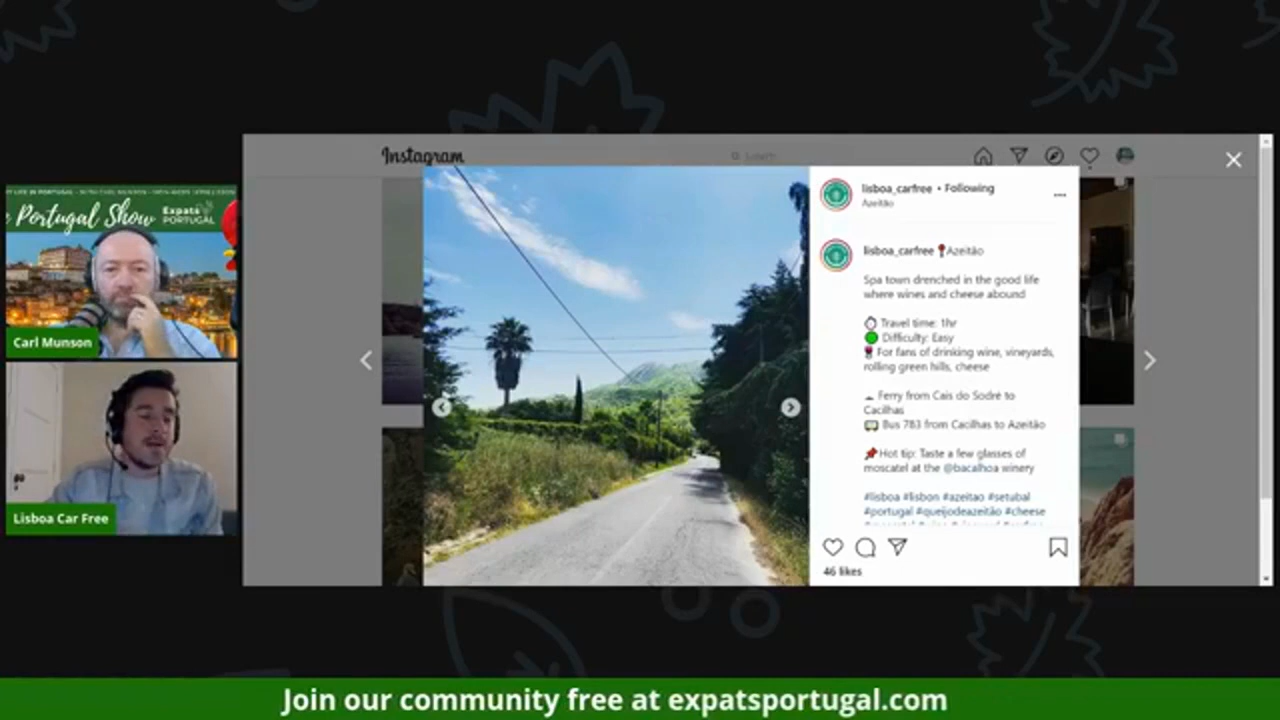 Portugal Show
Expats
PORTUGAL
Carl Munson
Lisboa Car Free
Instagram
Search
lisboa_carfree • Following
Azeitão
lisboa_carfree 📍Azeitão
Spa town drenched in the good life
where wines and cheese abound
Travel time: 1hr
Difficulty: Easy
🍷 For fans of drinking wine, vineyards,
rolling green hills, cheese
Ferry from Cais do Sodré to
Cacilhas
🚌 Bus 783 from Cacilhas to Azeitão
📌Hot tip: Taste a few glasses of
moscatel at the @bacalhoa winery
#lisboa #lisbon #azeitao #setubal
#portugal #queijodeazeitão #cheese
46 likes
Join our community free at expatsportugal.com